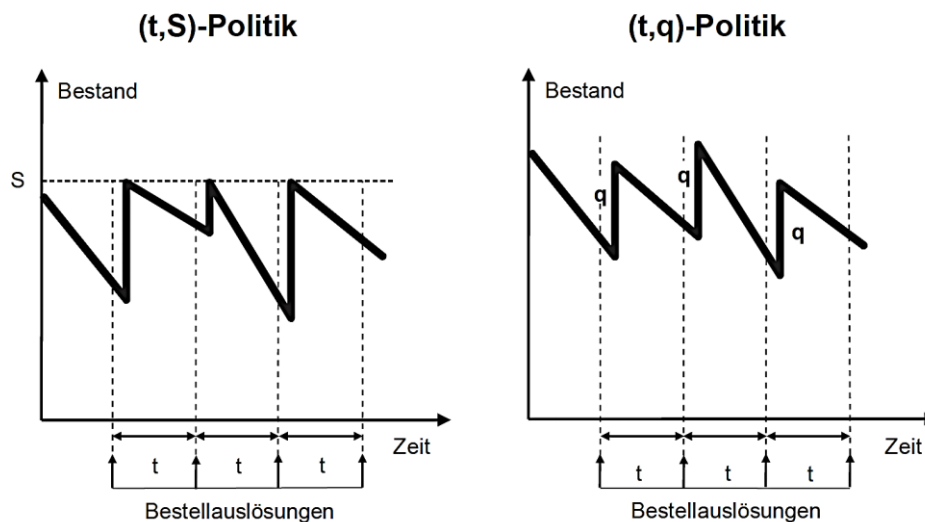 (t,S)-Politik
Bestand
S
Zeit
t t t
Bestellauslösungen
(t,q)-Politik
Bestand
q q q
Zeit
t t t
Bestellauslösungen